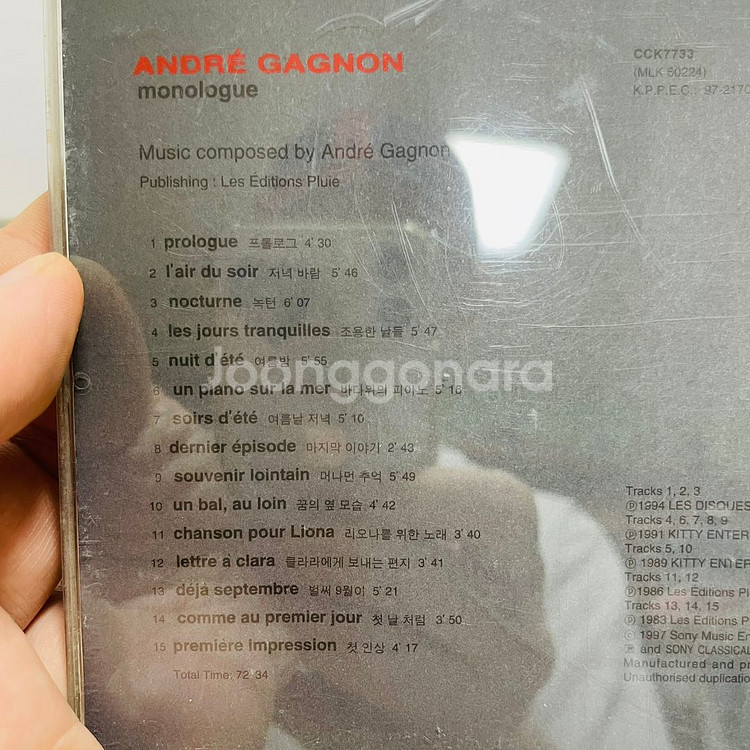 ANDRÉ GAGNON
monologue
CCK7733
(MLK 60224)
K.P.P.E.C.: 97-2170
Music composed by André Gagnon
Publishing : Les Éditions Pluie
1 prologue 프롤로그 4' 30
2 l'air du soir 저녁 바람 5' 46
3 nocturne 녹턴 6' 07
4 les jours tranquilles 조용한 날들 5' 47
5 nuit d'été 여름밤 5' 55
6 un piano sur la mer 바다위의 피아노 5' 16
7 soirs d'été 여름날 저녁 5' 10
8 dernier épisode 마지막 이야기 2' 43
9 souvenir lointain 머나먼 추억 5' 49
10 un bal, au loin 꿈의 옆 모습 4' 42
11 chanson pour Liona 리오나를 위한 노래 3' 40
12 lettre à clara 클라라에게 보내는 편지 3' 41
13 déjà septembre 벌써 9월이 5' 21
14 comme au premier jour 첫 날 처럼 3' 50
15 première impression 첫 인상 4' 17
Total Time: 72' 34
Joonggonara
Tracks 1, 2, 3
℗1994 LES DISQUES
Tracks 4, 6, 7, 8, 9
℗1991 KITTY ENTER
Tracks 5, 10
℗ 1989 KITTY ENTER
Tracks 11, 12
℗1986 Les Editions Pl
Tracks 13, 14, 15
℗ 1983 Les Editions P
© 1997 Sony Music En
and SONY CLASSICAL
Manufactured and pr
Unauthorised duplicatio